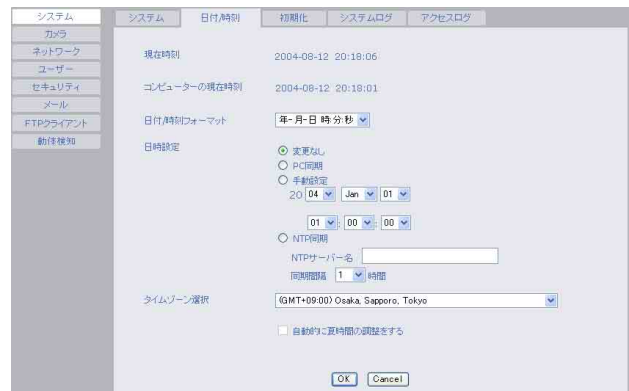 システム
カメラ
ネットワーク
ユーザー
セキュリティ
メール
FTPクライアント
動体検知
システム 日付/時刻 初期化 システムログ アクセスログ
現在時刻 2004-08-12 20:18:06
コンピューターの現在時刻 2004-08-12 20:18:01
日付/時刻フォーマット 年-月-日 時:分:秒
日時設定 変更なし
PC同期
手動設定
20 04 Jan 01
01 : 00 : 00
NTP同期
NTPサーバー名
同期間隔 1 時間
タイムゾーン選択 (GMT+09:00) Osaka, Sapporo, Tokyo
自動的に夏時間の調整をする
OK Cancel